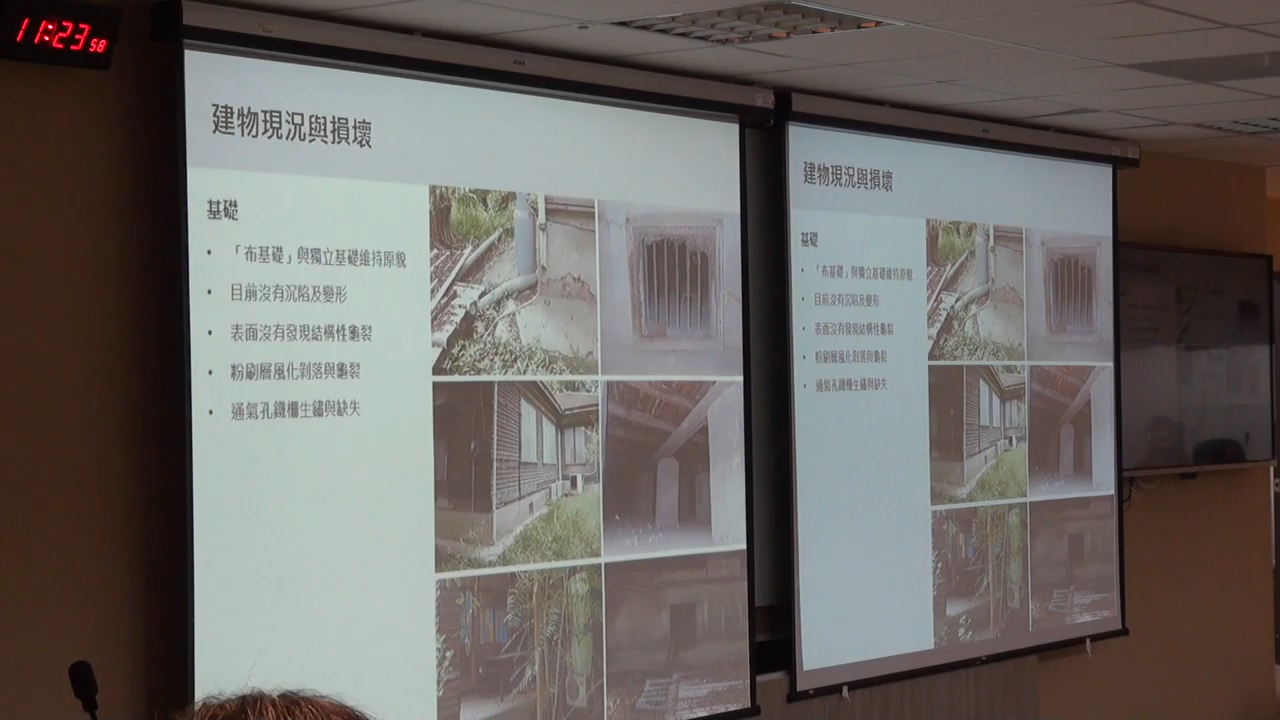 11:23 58
建物現況與損壞
基礎
• 「布基礎」與獨立基礎維持原貌
• 目前沒有沉陷及變形
• 表面沒有發現結構性龜裂
• 粉刷層風化剝落與龜裂
• 通氣孔鐵柵生鏽與缺失
建物現況與損壞
基礎
• 「布基礎」與獨立基礎維持原貌
• 目前沒有沉陷及變形
• 表面沒有發現結構性龜裂
• 粉刷層風化剝落與龜裂
• 通氣孔鐵柵生鏽與缺失